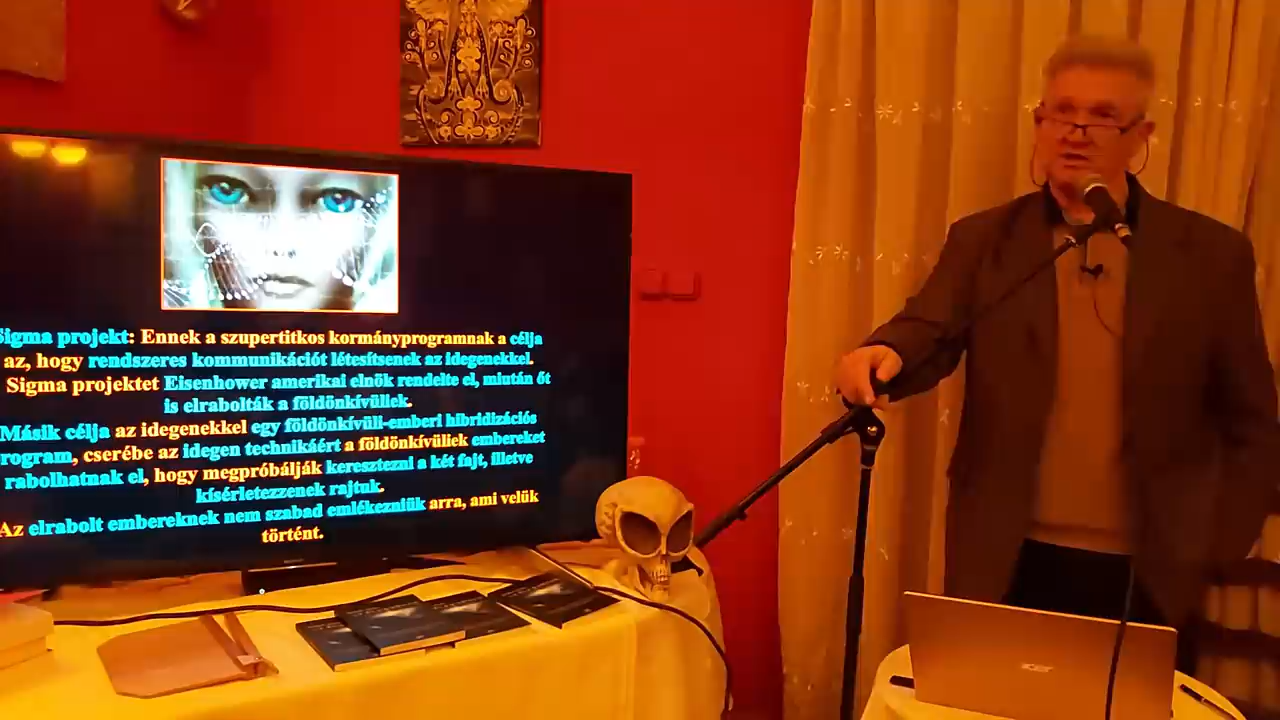 Sigma projekt: Ennek a szupertitkos kormányprogramnak a célja
az, hogy rendszeres kommunikációt létesítsenek az idegenekkel.
Sigma projektet Eisenhower amerikai elnök rendelte el, miután őt
is elrabolták a földönkívüliek.
Másik célja az idegenekkel egy földönkívüli-emberi hibridizációs
rogram, cserébe az idegen technikáért a földönkívüliek embereket
rabolhatnak el, hogy megpróbálják keresztezni a két fajt, illetve
kísérletezzenek rajtuk.
Az elrabolt embereknek nem szabad emlékezniük arra, ami velük
történt.
acer